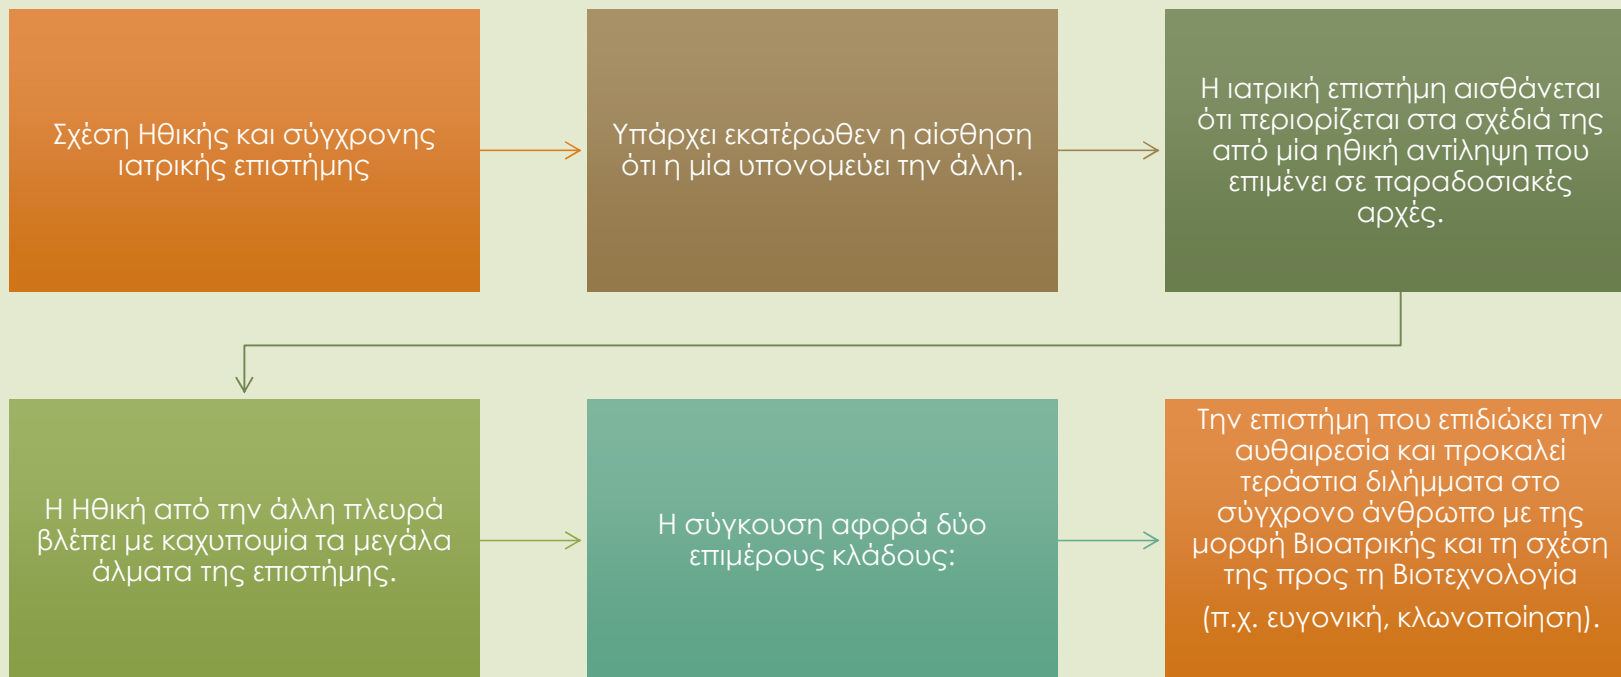 Σχέση Ηθικής και σύγχρονης
ιατρικής επιστήμης
Υπάρχει εκατέρωθεν η αίσθηση
ότι η μία υπονομεύει την άλλη.
Η ιατρική επιστήμη αισθάνεται
ότι περιορίζεται στα σχέδιά της
από μία ηθική αντίληψη που
επιμένει σε παραδοσιακές
αρχές.
Η Ηθική από την άλλη πλευρά
βλέπει με καχυποψία τα μεγάλα
άλματα της επιστήμης.
Η σύγκουση αφορά δύο
επιμέρους κλάδους:
Την επιστήμη που επιδιώκει την
αυθαιρεσία και προκαλεί
τεράστια διλήμματα στο
σύγχρονο άνθρωπο με της
μορφή Βιοατρικής και τη σχέση
της προς τη Βιοτεχνολογία
(π.χ. ευγονική, κλωνοποίηση).